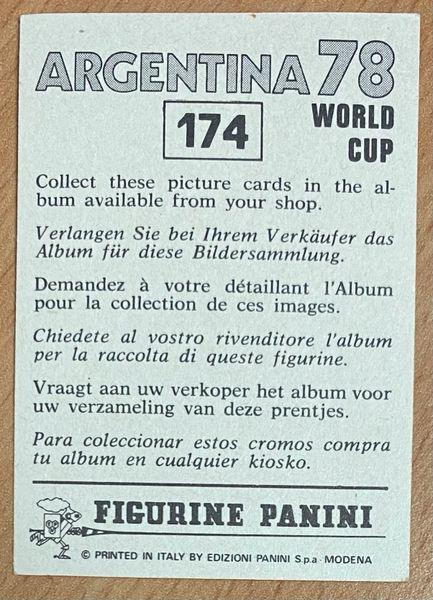 ARGENTINA 78
174
WORLD
CUP
Collect these picture cards in the al-
bum available from your shop.
Verlangen Sie bei Ihrem Verkäufer das
Album für diese Bildersammlung.
Demandez à votre détaillant l'Album
pour la collection de ces images.
Chiedete al vostro rivenditore l'album
per la raccolta di queste figurine.
Vraagt aan uw verkoper het album voor
uw verzameling van deze prentjes.
Para coleccionar estos cromos compra
tu album en cualquier kiosko.
FIGURINE PANINI
© PRINTED IN ITALY BY EDIZIONI PANINI S.p.a - MODENA